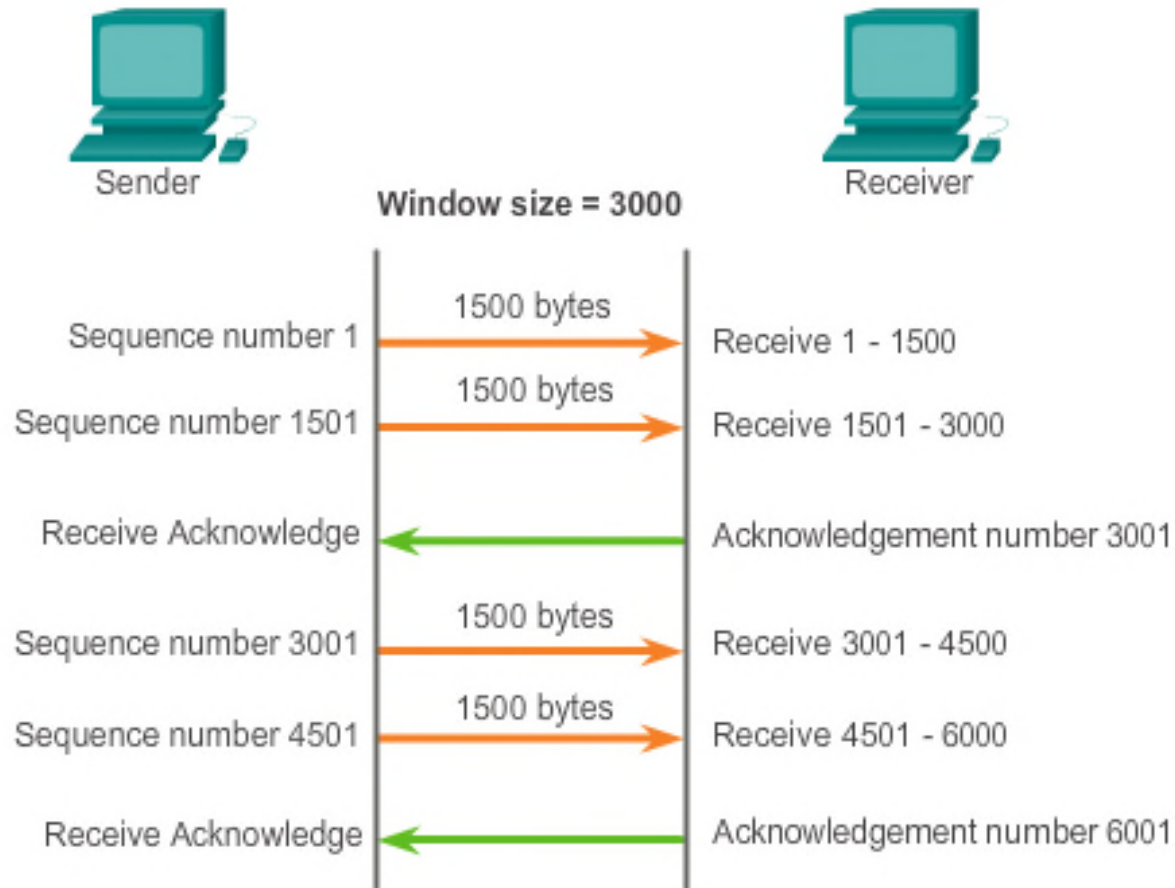 Sender
Receiver
Window size = 3000
1500 bytes
Sequence number 1
Receive 1 - 1500
1500 bytes
Sequence number 1501
Receive 1501 - 3000
Receive Acknowledge
Acknowledgement number 3001
1500 bytes
Sequence number 3001
Receive 3001 - 4500
1500 bytes
Sequence number 4501
Receive 4501 - 6000
Receive Acknowledge
Acknowledgement number 6001